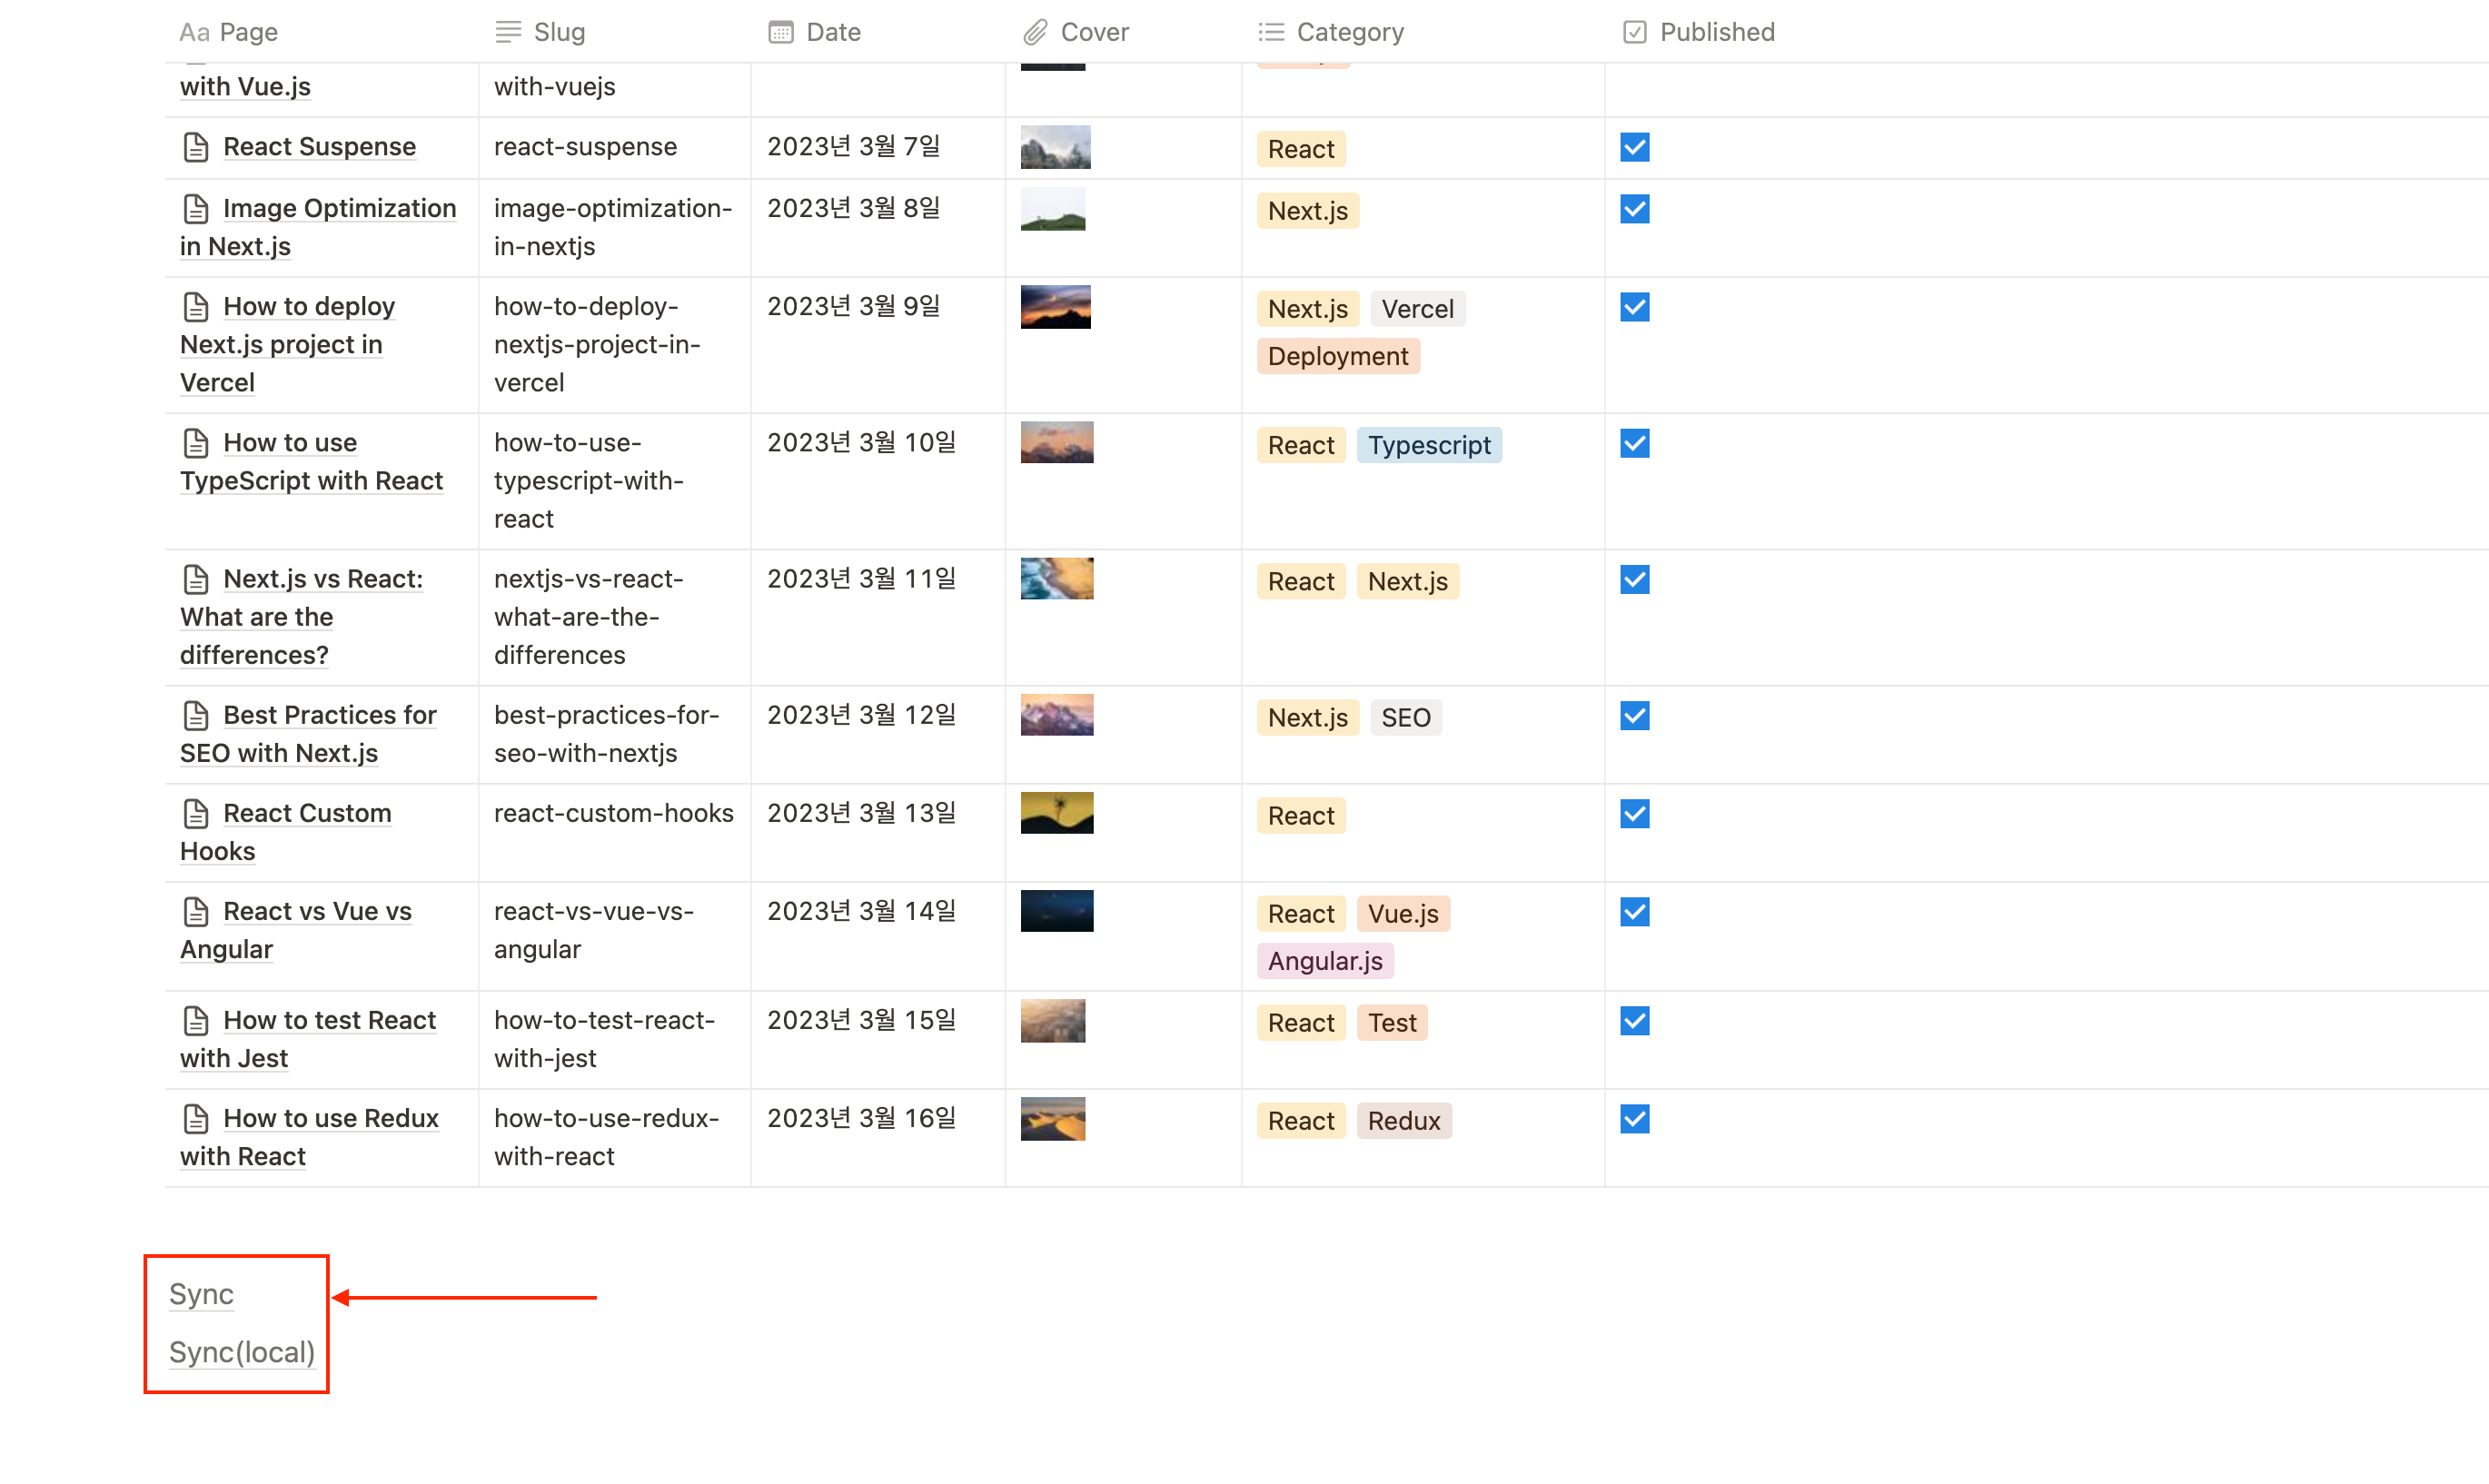 Aa Page Slug Date Cover Category Published
with Vue.js with-vuejs
React Suspense react-suspense 2023년 3월 7일 React
Image Optimization image-optimization- 2023년 3월 8일 Next.js
in Next.js in-nextjs
How to deploy how-to-deploy- 2023년 3월 9일 Next.js Vercel
Next.js project in nextjs-project-in- Deployment
Vercel vercel
How to use how-to-use- 2023년 3월 10일 React Typescript
TypeScript with React typescript-with-
react
Next.js vs React: nextjs-vs-react- 2023년 3월 11일 React Next.js
What are the what-are-the-
differences? differences
Best Practices for best-practices-for- 2023년 3월 12일 Next.js SEO
SEO with Next.js seo-with-nextjs
React Custom react-custom-hooks 2023년 3월 13일 React
Hooks
React vs Vue vs react-vs-vue-vs- 2023년 3월 14일 React Vue.js
Angular angular Angular.js
How to test React how-to-test-react- 2023년 3월 15일 React Test
with Jest with-jest
How to use Redux how-to-use-redux- 2023년 3월 16일 React Redux
with React with-react
Sync
Sync(local)